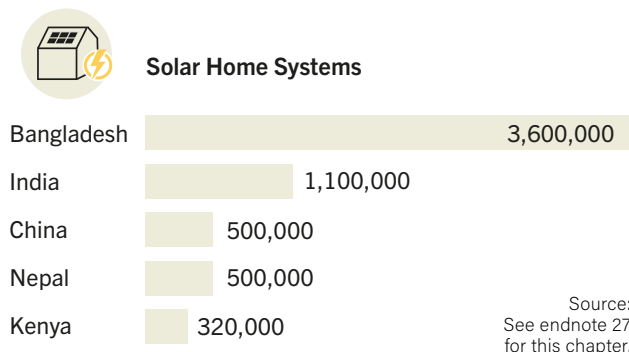 Solar Home Systems
Bangladesh 3,600,000
India 1,100,000
China 500,000
Nepal 500,000
Kenya 320,000
Source:
See endnote 27
for this chapter.